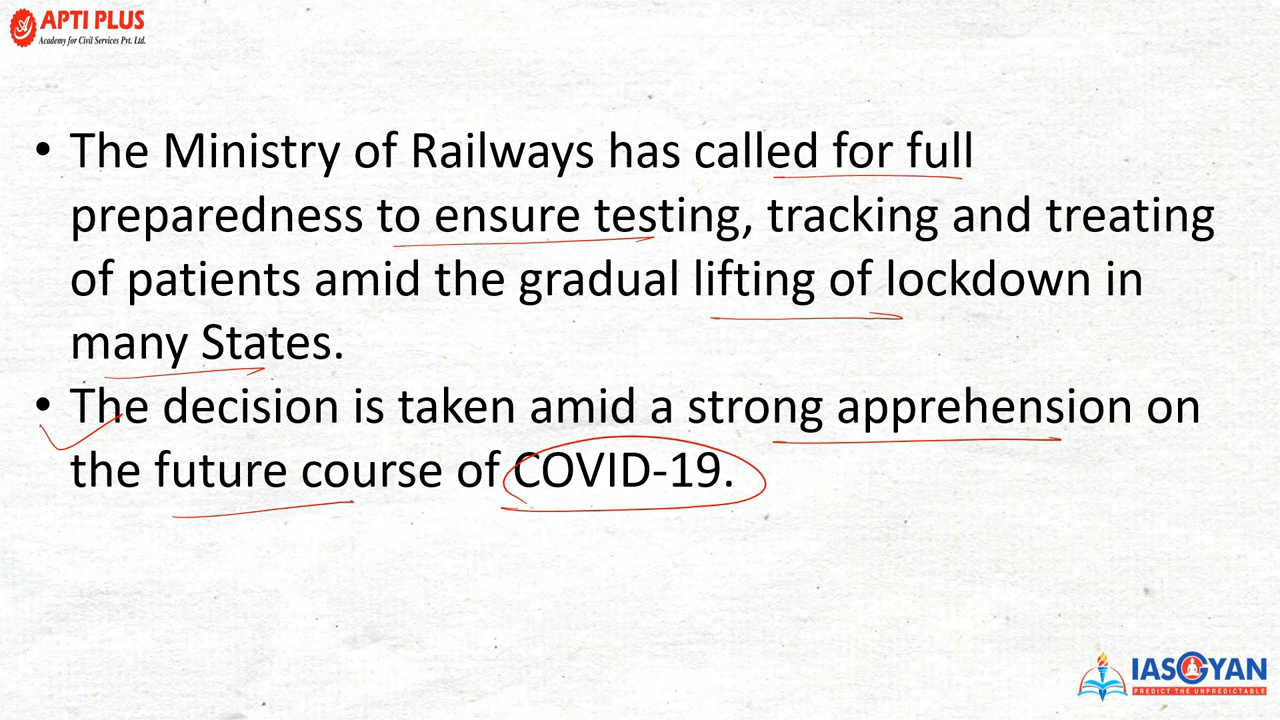 APTI PLUS
Academy for Civil Services Pvt. Ltd.
• The Ministry of Railways has called for full
preparedness to ensure testing, tracking and treating
of patients amid the gradual lifting of lockdown in
many States.
• The decision is taken amid a strong apprehension on
the future course of COVID-19.
IASGYAN
PREDICT THE UNPREDICTABLE